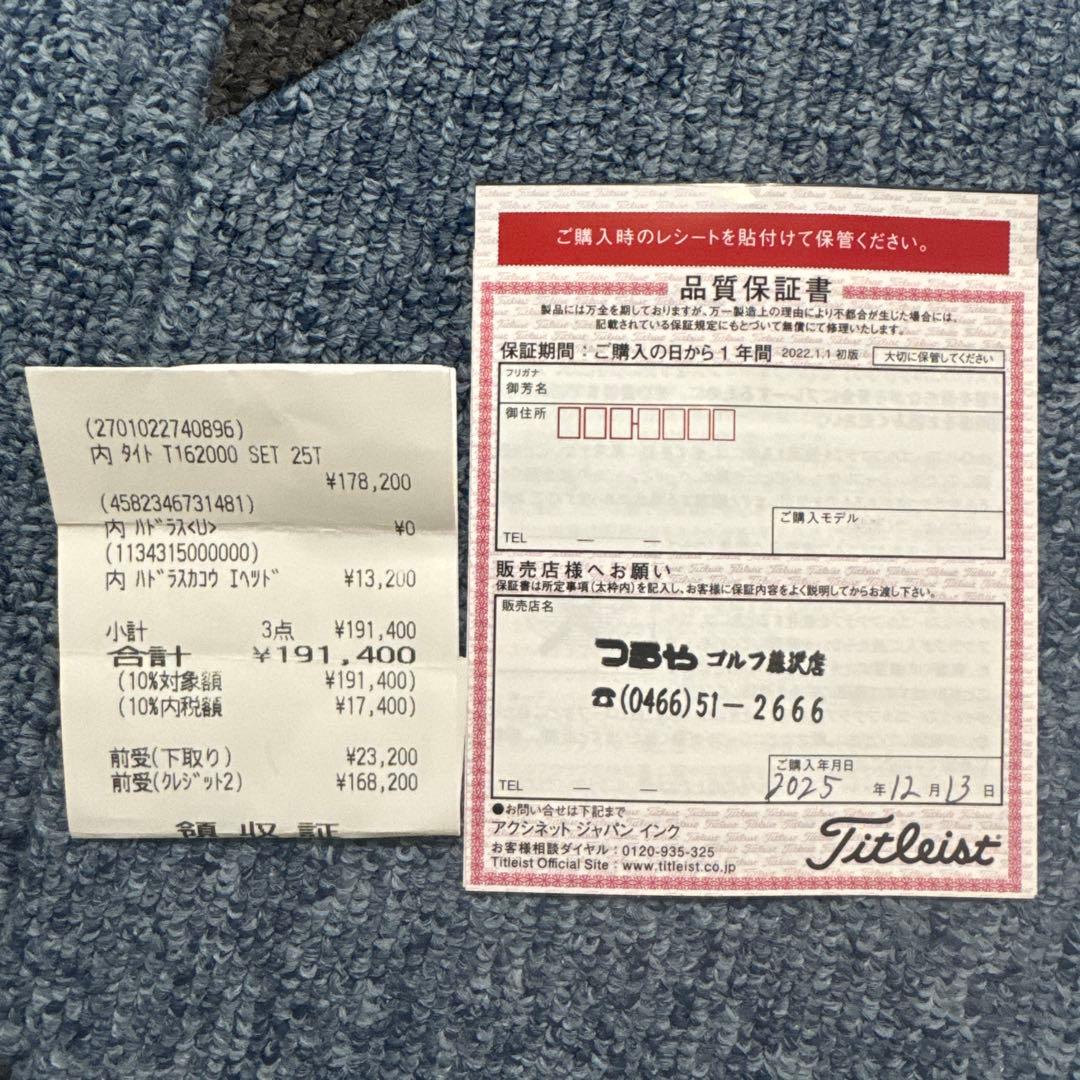 (2701022740896)
内 ﾀｲﾄ T162000 SET 25T
¥178,200
(4582346731481)
内 ﾊﾄﾞﾗｽ<U> ¥0
(1134315000000)
内 ﾊﾄﾞﾗｽｶｺｳ Iﾍｯﾄﾞ ¥13,200
小計 3点 ¥191,400
合計 ¥191,400
(10%対象額 ¥191,400)
(10%内税額 ¥17,400)
前受(下取り) ¥23,200
前受(ｸﾚｼﾞｯﾄ2) ¥168,200
領収証
ご購入時のレシートを貼付けて保管ください。
品質保証書
製品には万全を期しておりますが、万一製造上の理由により不都合が生じた場合には、
記載されている保証規定にもとづいて無償にて修理いたします。
保証期間：ご購入の日から1年間 2022.1.1 初版 大切に保管してください
フリガナ
御芳名
御住所
ご購入モデル
TEL — —
販売店様へお願い
保証書は所定事項（太枠内）を記入し、お客様に保証内容をよく説明してからお渡し下さい。
販売店名
つるや ゴルフ藤沢店
☎(0466)51-2666
ご購入年月日
TEL — — 2025年12月13日
●お問い合せは下記まで
アクシネット ジャパン インク
お客様相談ダイヤル：0120-935-325
Titleist Official Site：www.titleist.co.jp
Titleist